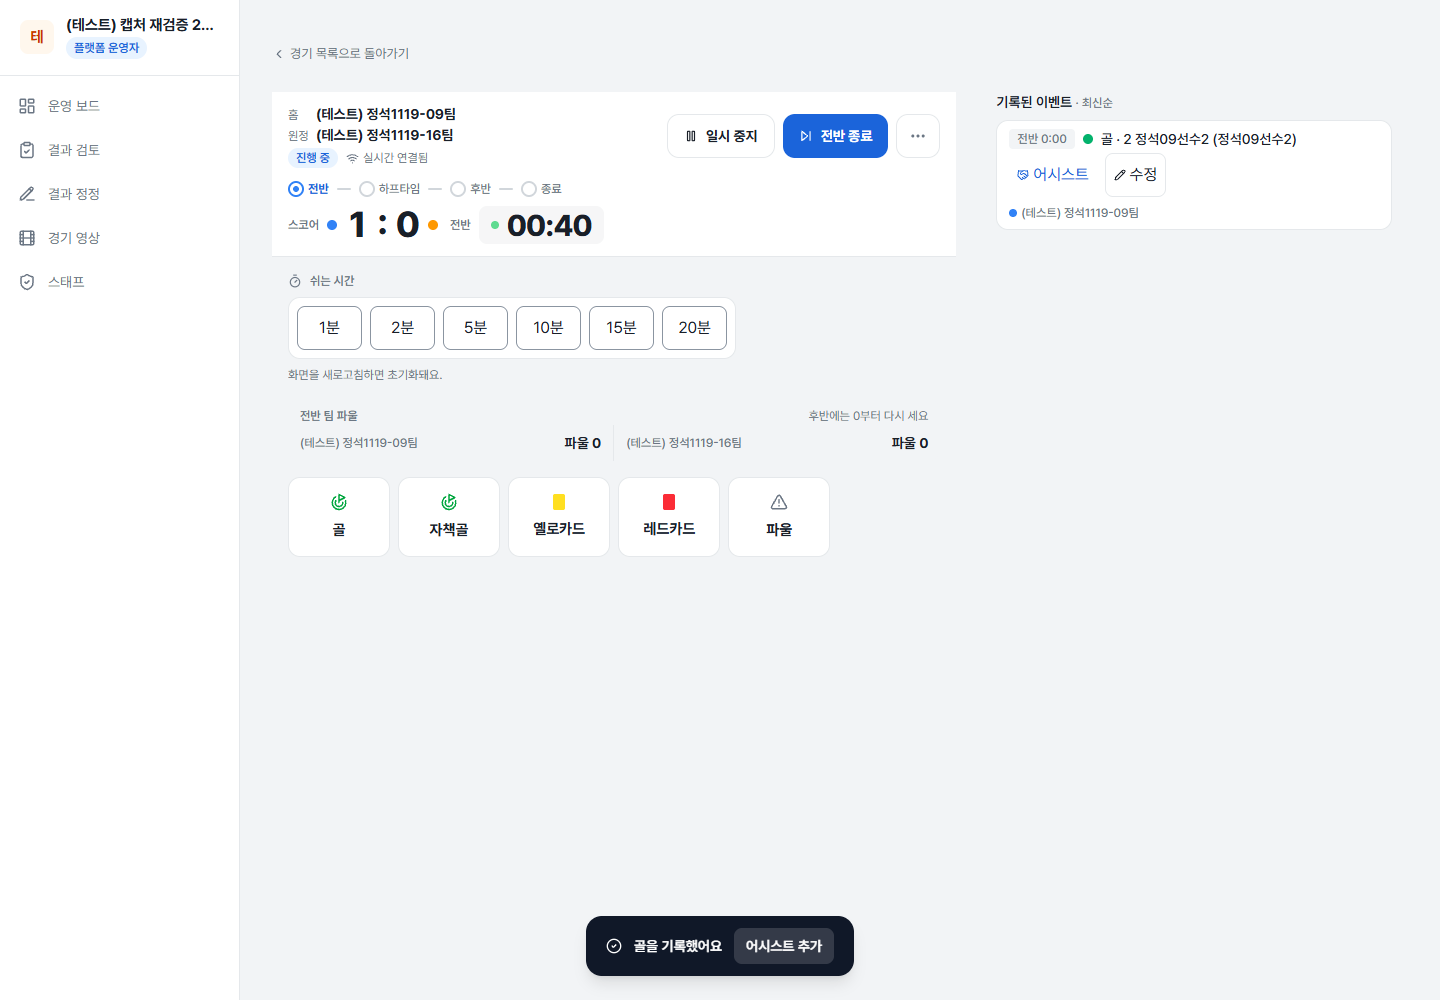 테
(테스트) 캡처 재검증 2...
플랫폼 운영자
운영 보드
결과 검토
결과 정정
경기 영상
스태프
경기 목록으로 돌아가기
홈 (테스트) 정석1119-09팀
원정 (테스트) 정석1119-16팀
진행 중 실시간 연결됨
일시 중지
전반 종료
전반 하프타임 후반 종료
스코어 1 : 0 전반 00:40
쉬는 시간
1분 2분 5분 10분 15분 20분
화면을 새로고침하면 초기화돼요.
전반 팀 파울 후반에는 0부터 다시 세요
(테스트) 정석1119-09팀 파울 0 (테스트) 정석1119-16팀 파울 0
골 자책골 옐로카드 레드카드 파울
기록된 이벤트 · 최신순
전반 0:00 골 · 2 정석09선수2 (정석09선수2)
어시스트 수정
(테스트) 정석1119-09팀
골을 기록했어요 어시스트 추가